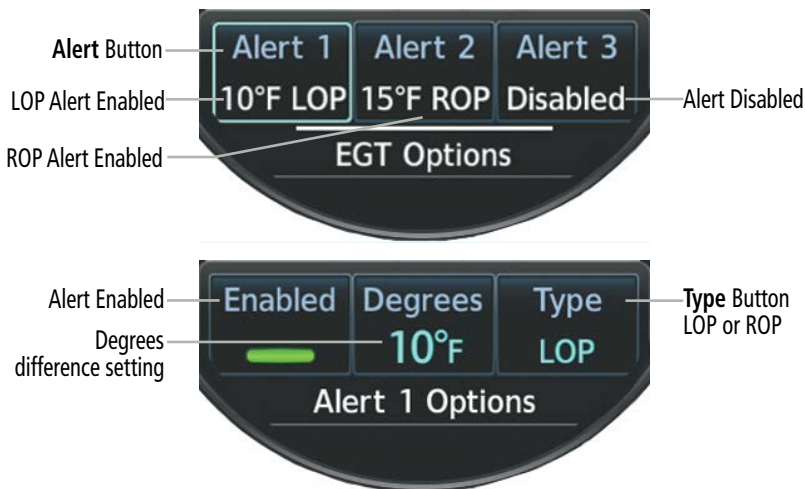 Alert Button
Alert 1
Alert 2
Alert 3
LOP Alert Enabled
10°F LOP
15°F ROP
Disabled
Alert Disabled
ROP Alert Enabled
EGT Options
Alert Enabled
Enabled
Degrees
Type
Type Button
LOP or ROP
Degrees
difference setting
10°F
LOP
Alert 1 Options